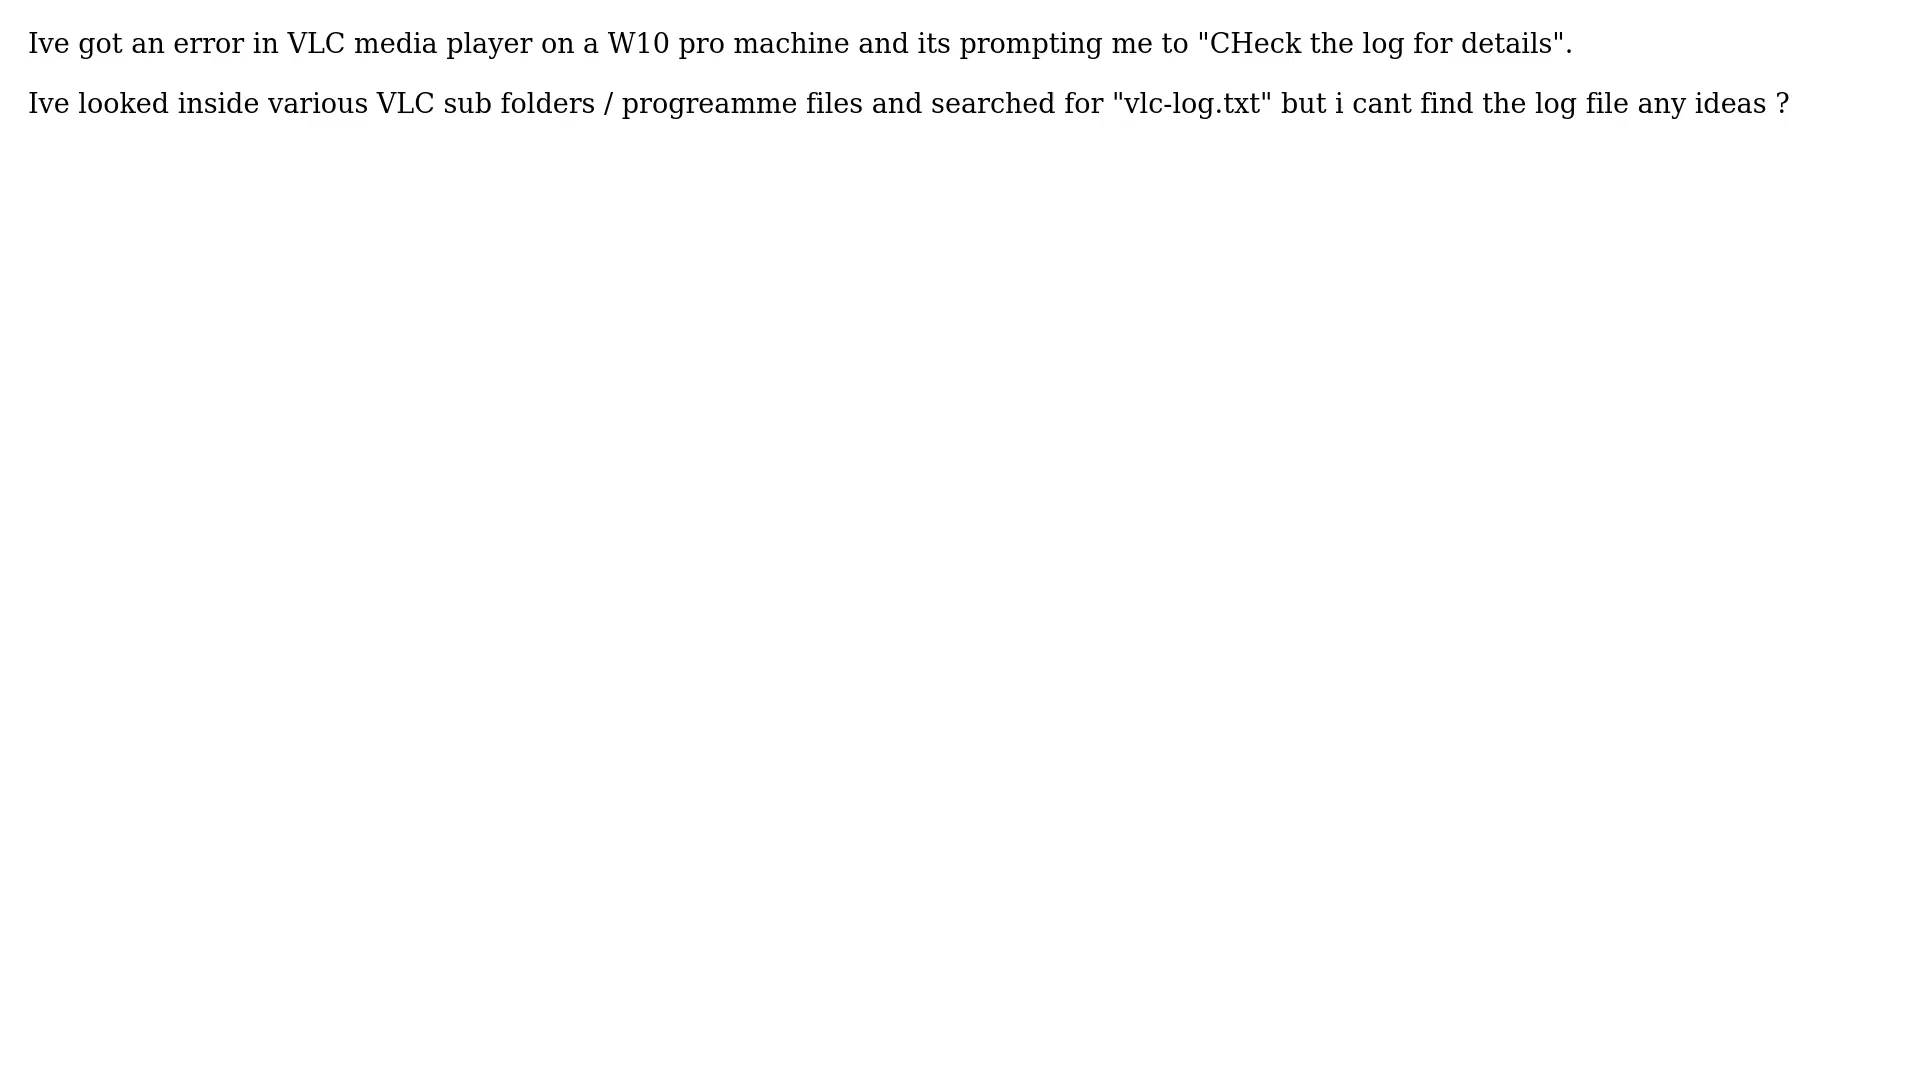 Ive got an error in VLC media player on a W10 pro machine and its prompting me to "CHeck the log for details".
Ive looked inside various VLC sub folders / progreamme files and searched for "vlc-log.txt" but i cant find the log file any ideas ?